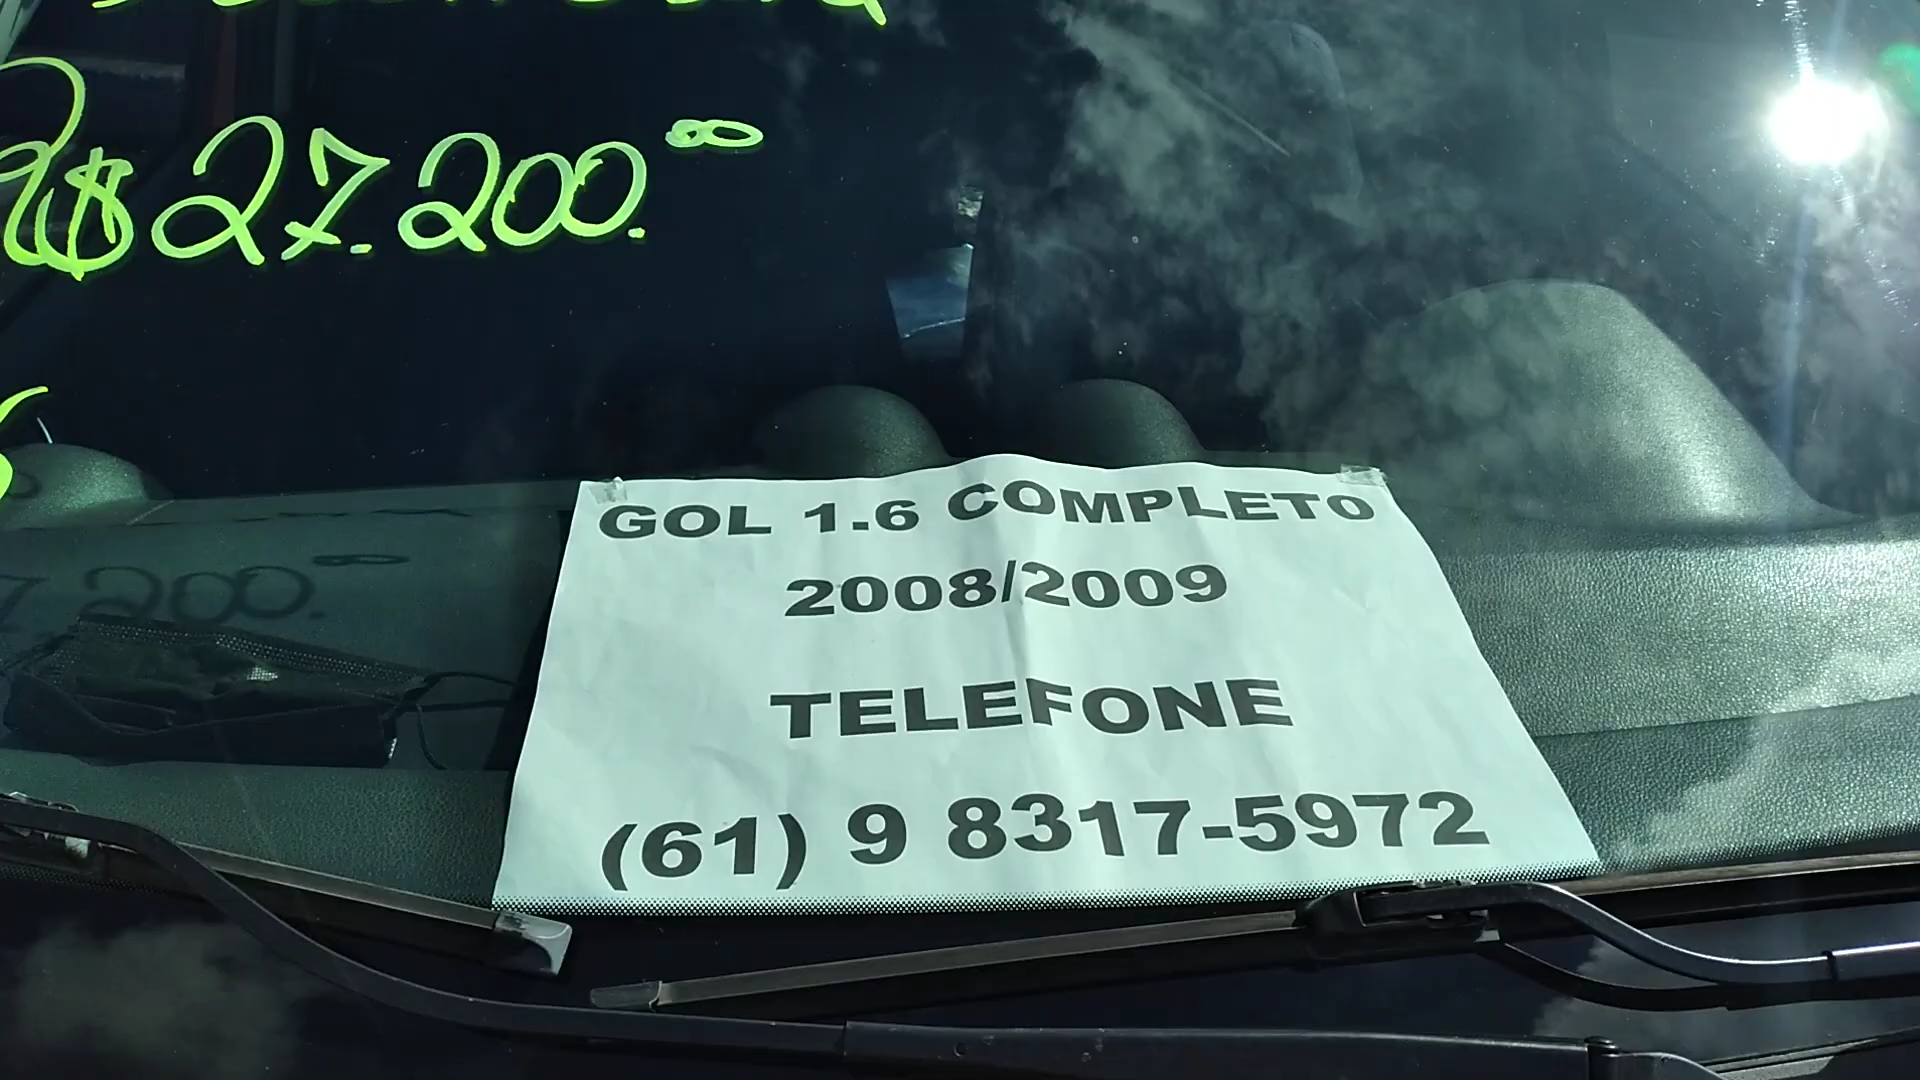 R$ 27.200.00
GOL 1.6 COMPLETO
2008/2009
TELEFONE
(61) 9 8317-5972